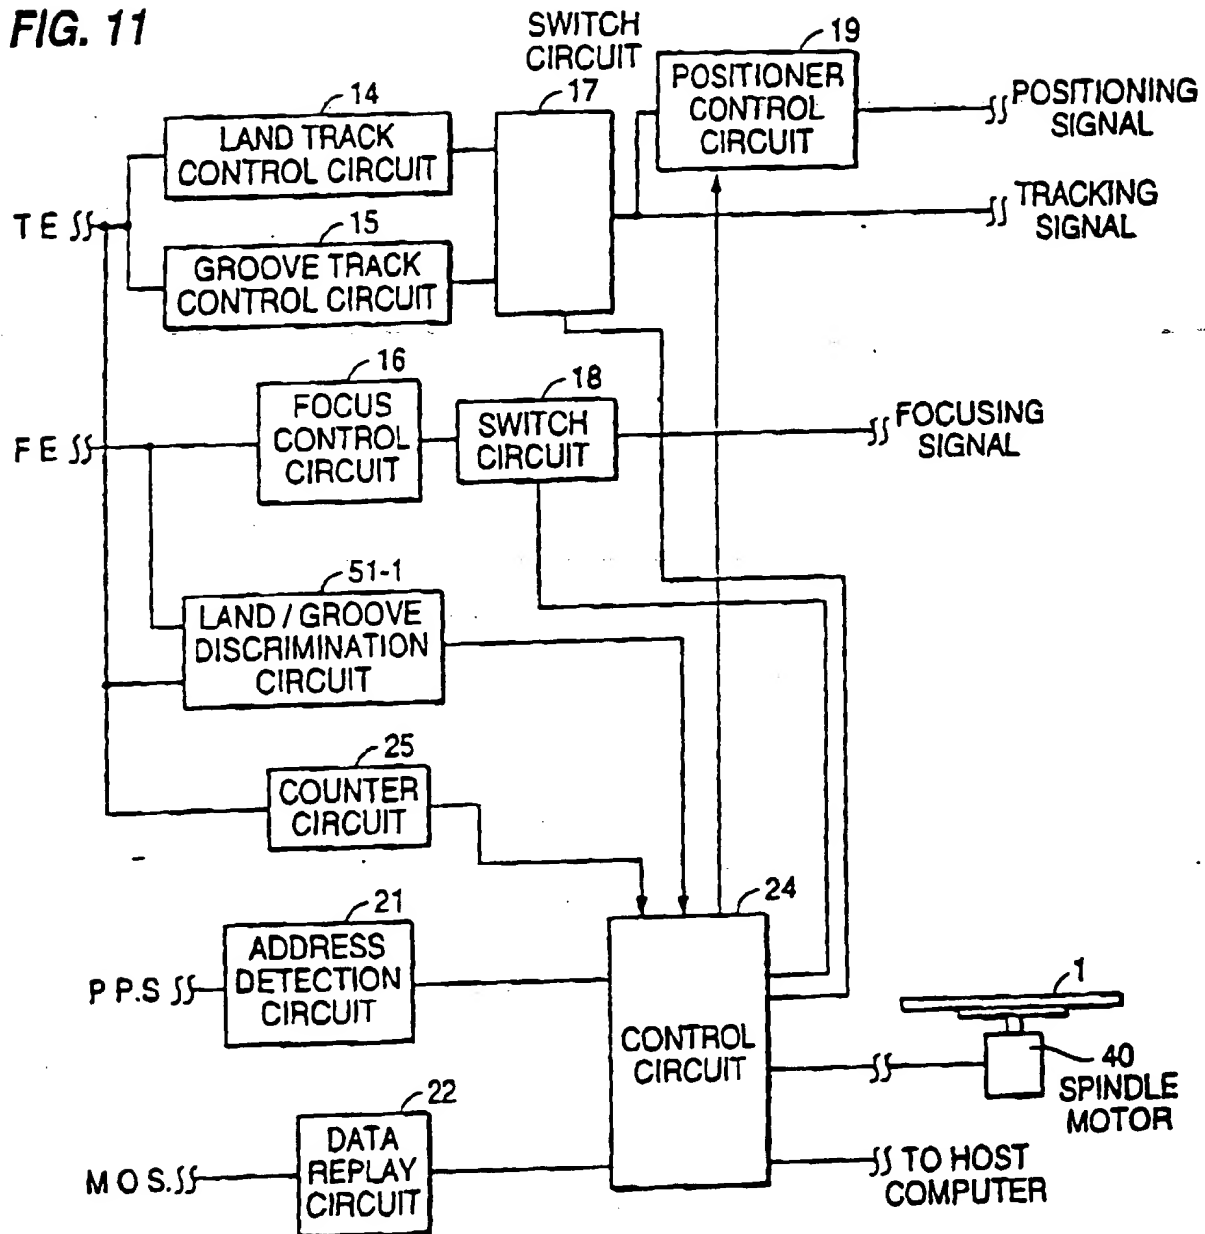 FIG. 11
SWITCH
CIRCUIT
17
19
POSITIONER
CONTROL
CIRCUIT
POSITIONING
SIGNAL
14
LAND TRACK
CONTROL CIRCUIT
TRACKING
SIGNAL
T E
15
GROOVE TRACK
CONTROL CIRCUIT
16
FOCUS
CONTROL
CIRCUIT
18
SWITCH
CIRCUIT
FOCUSING
SIGNAL
F E
51-1
LAND / GROOVE
DISCRIMINATION
CIRCUIT
25
COUNTER
CIRCUIT
24
CONTROL
CIRCUIT
21
ADDRESS
DETECTION
CIRCUIT
P P.S
1
40
SPINDLE
MOTOR
22
DATA
REPLAY
CIRCUIT
M O S.
TO HOST
COMPUTER